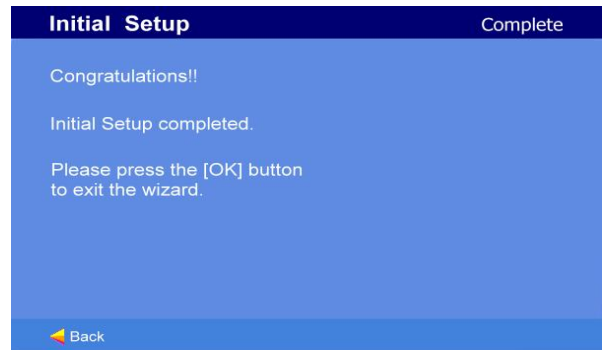 Initial Setup Complete
Congratulations!!
Initial Setup completed.
Please press the [OK] button
to exit the wizard.
Back